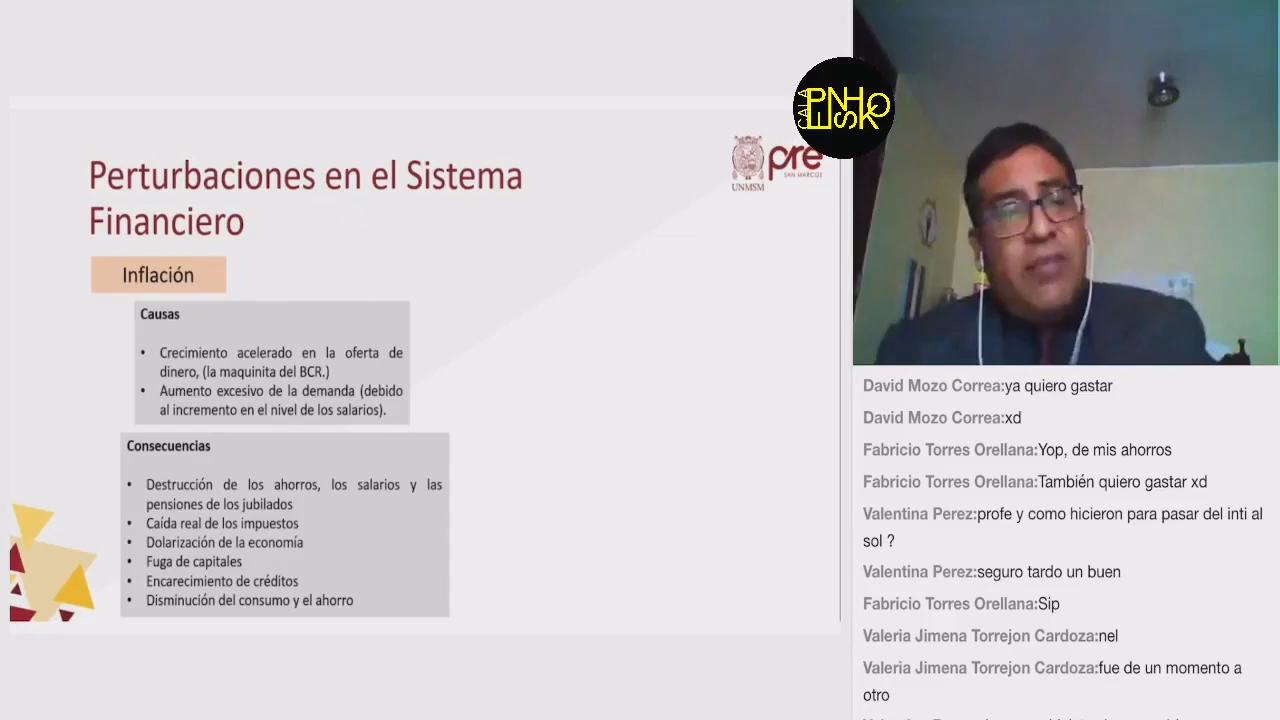 Perturbaciones en el Sistema
Financiero
Inflación
Causas
• Crecimiento acelerado en la oferta de
dinero, (la maquinita del BCR.)
• Aumento excesivo de la demanda (debido
al incremento en el nivel de los salarios).
Consecuencias
• Destrucción de los ahorros, los salarios y las
pensiones de los jubilados
• Caída real de los impuestos
• Dolarización de la economía
• Fuga de capitales
• Encarecimiento de créditos
• Disminución del consumo y el ahorro
UNMSM
pre
SAN MARCOS
CALA
PENSHKO
David Mozo Correa:ya quiero gastar
David Mozo Correa:xd
Fabricio Torres Orellana:Yop, de mis ahorros
Fabricio Torres Orellana:También quiero gastar xd
Valentina Perez:profe y como hicieron para pasar del inti al
sol ?
Valentina Perez:seguro tardo un buen
Fabricio Torres Orellana:Sip
Valeria Jimena Torrejon Cardoza:nel
Valeria Jimena Torrejon Cardoza:fue de un momento a
otro